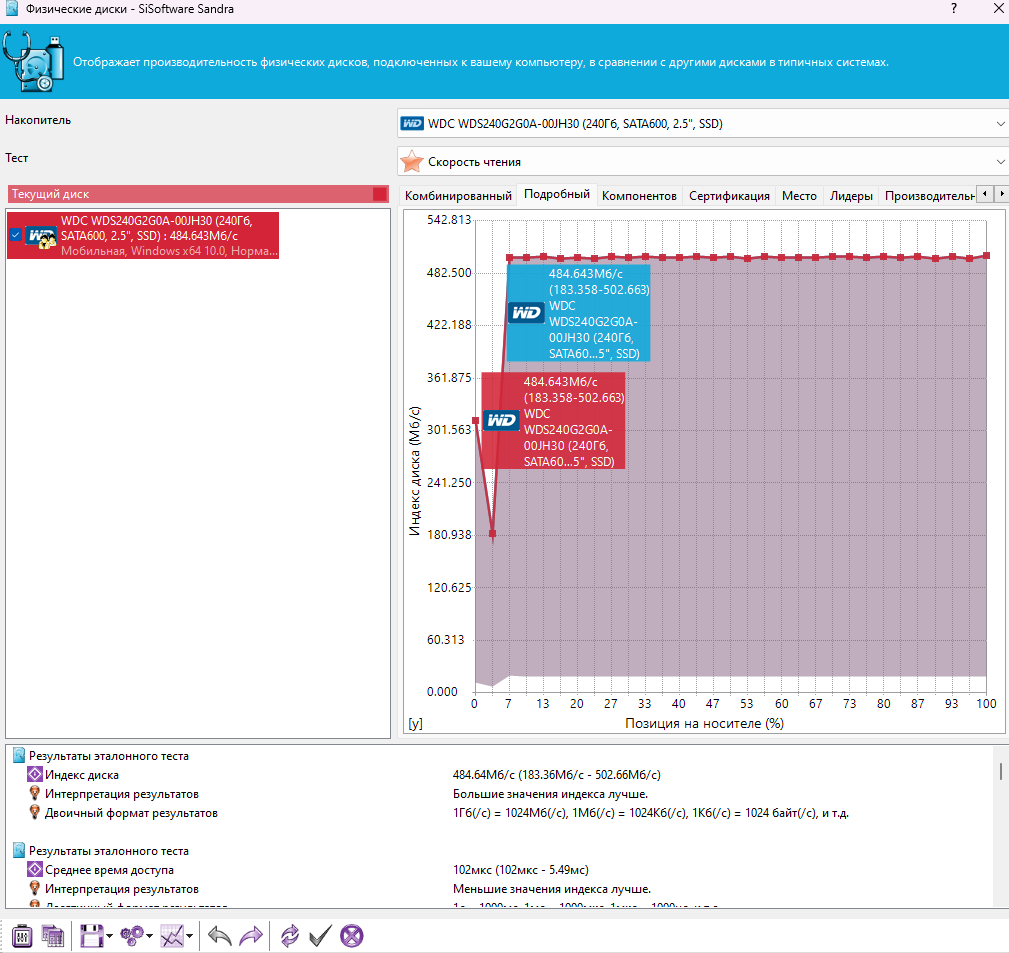 Физические диски - SiSoftware Sandra
?
Отображает производительность физических дисков, подключенных к вашему компьютеру, в сравнении с другими дисками в типичных системах.
Накопитель
WD WDC WDS240G2G0A-00JH30 (240Гб, SATA600, 2.5", SSD)
Тест
Скорость чтения
Текущий диск
Комбинированный Подробный Компонентов Сертификация Место Лидеры Производительн
WDC WDS240G2G0A-00JH30 (240Гб,
SATA600, 2.5", SSD) : 484.643Мб/с
Мобильная, Windows x64 10.0, Норма...
542.813
482.500
422.188
361.875
301.563
241.250
180.938
120.625
60.313
0.000
Индекс диска (Мб/с)
484.643Мб/с
(183.358-502.663)
WD
WDC
WDS240G2G0A-
00JH30 (240Гб,
SATA60...5", SSD)
484.643Мб/с
(183.358-502.663)
WD
WDC
WDS240G2G0A-
00JH30 (240Гб,
SATA60...5", SSD)
0 7 13 20 27 33 40 47 53 60 67 73 80 87 93 100
[y] Позиция на носителе (%)
Результаты эталонного теста
Индекс диска 484.64Мб/с (183.36Мб/с - 502.66Мб/с)
Интерпретация результатов Большие значения индекса лучше.
Двоичный формат результатов 1Гб(/с) = 1024Мб(/с), 1Мб(/с) = 1024Кб(/с), 1Кб(/с) = 1024 байт(/с), и т.д.
Результаты эталонного теста
Среднее время доступа 102мкс (102мкс - 5.49мс)
Интерпретация результатов Меньшие значения индекса лучше.